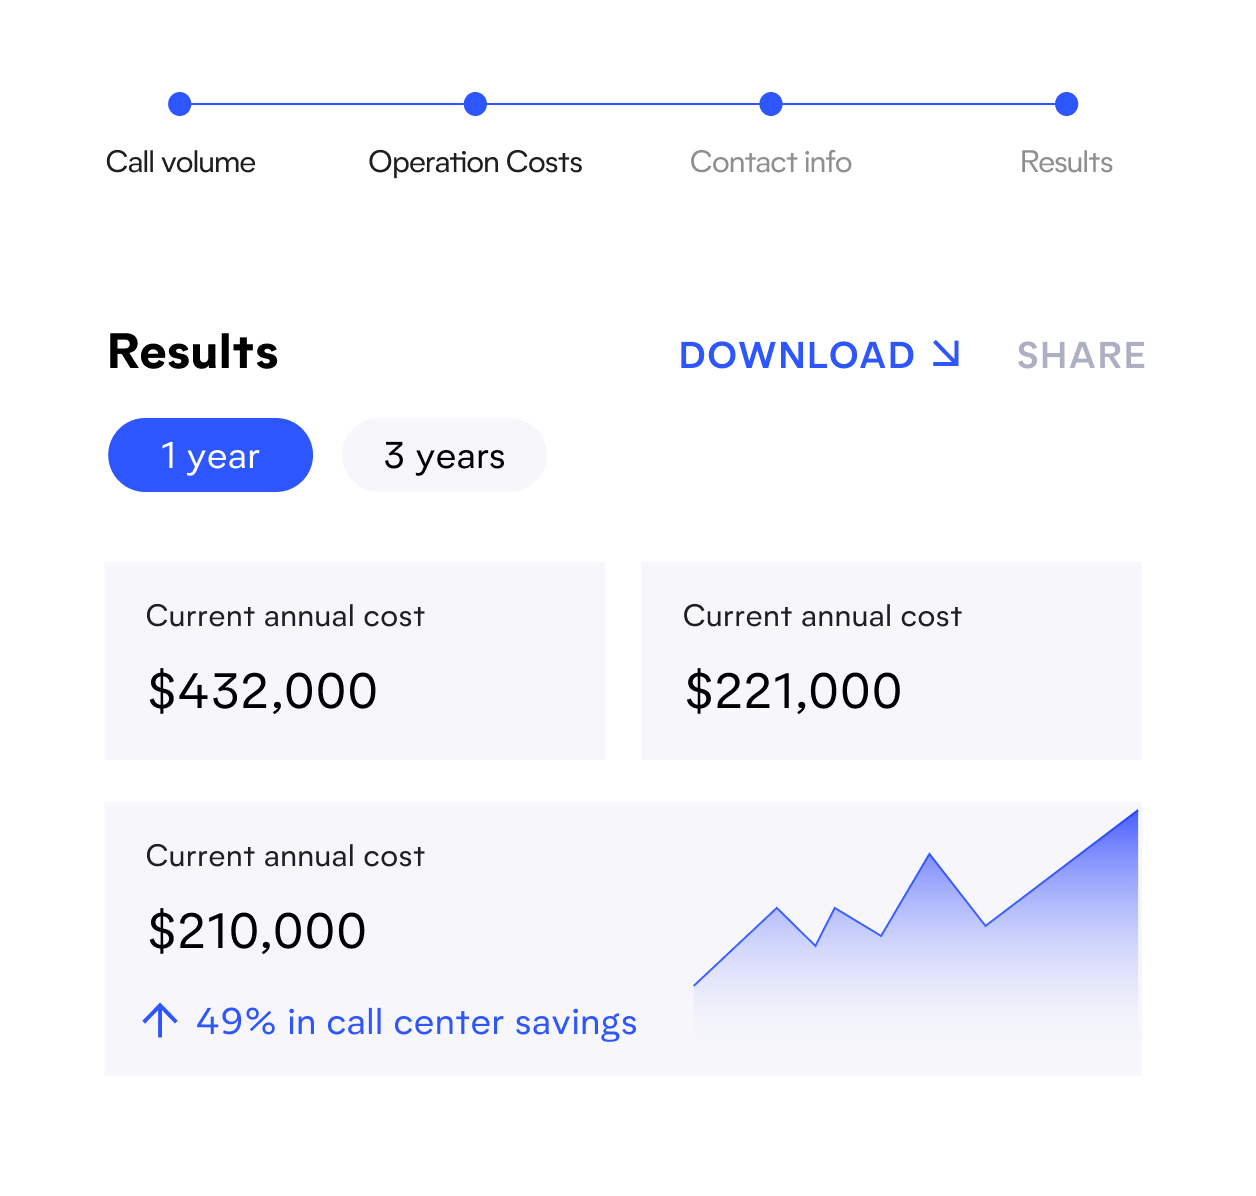 Call volume
Operation Costs
Contact info
Results
Results
DOWNLOAD
SHARE
1 year
3 years
Current annual cost
$432,000
Current annual cost
$221,000
Current annual cost
$210,000
49% in call center savings